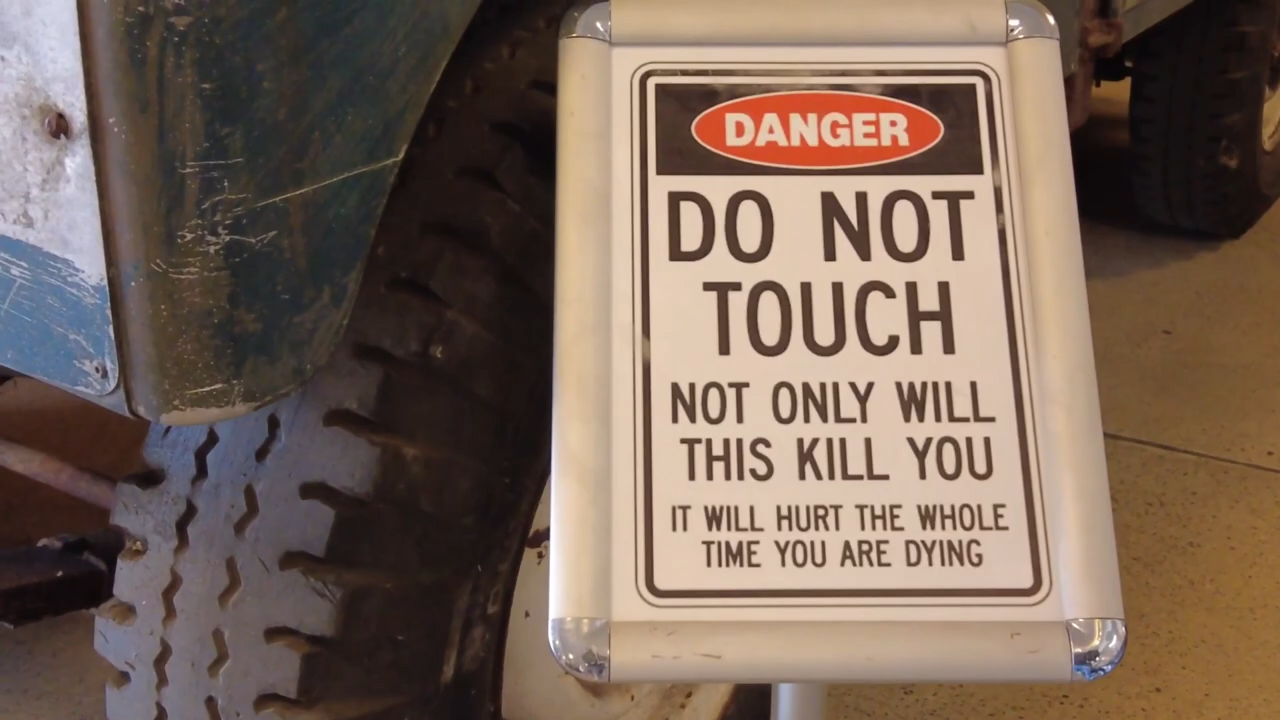 DANGER
DO NOT
TOUCH
NOT ONLY WILL
THIS KILL YOU
IT WILL HURT THE WHOLE
TIME YOU ARE DYING